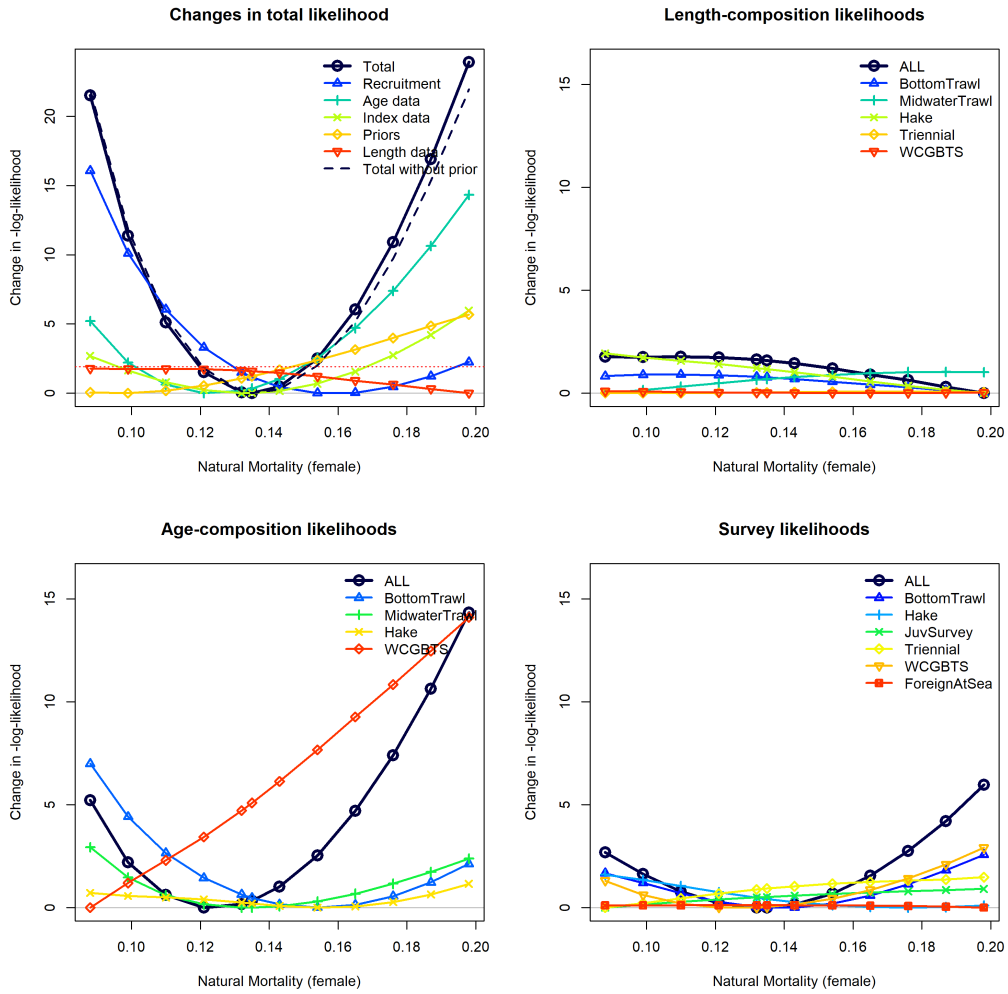 Changes in total likelihood
Change in -log-likelihood
20
15
10
5
0
Total
Recruitment
Age data
Index data
Priors
Length data
Total without prior
0.10 0.12 0.14 0.16 0.18 0.20
Natural Mortality (female)
Length-composition likelihoods
Change in -log-likelihood
15
10
5
0
ALL
BottomTrawl
MidwaterTrawl
Hake
Triennial
WCGBTS
0.10 0.12 0.14 0.16 0.18 0.20
Natural Mortality (female)
Age-composition likelihoods
Change in -log-likelihood
15
10
5
0
ALL
BottomTrawl
MidwaterTrawl
Hake
WCGBTS
0.10 0.12 0.14 0.16 0.18 0.20
Natural Mortality (female)
Survey likelihoods
Change in -log-likelihood
15
10
5
0
ALL
BottomTrawl
Hake
JuvSurvey
Triennial
WCGBTS
ForeignAtSea
0.10 0.12 0.14 0.16 0.18 0.20
Natural Mortality (female)